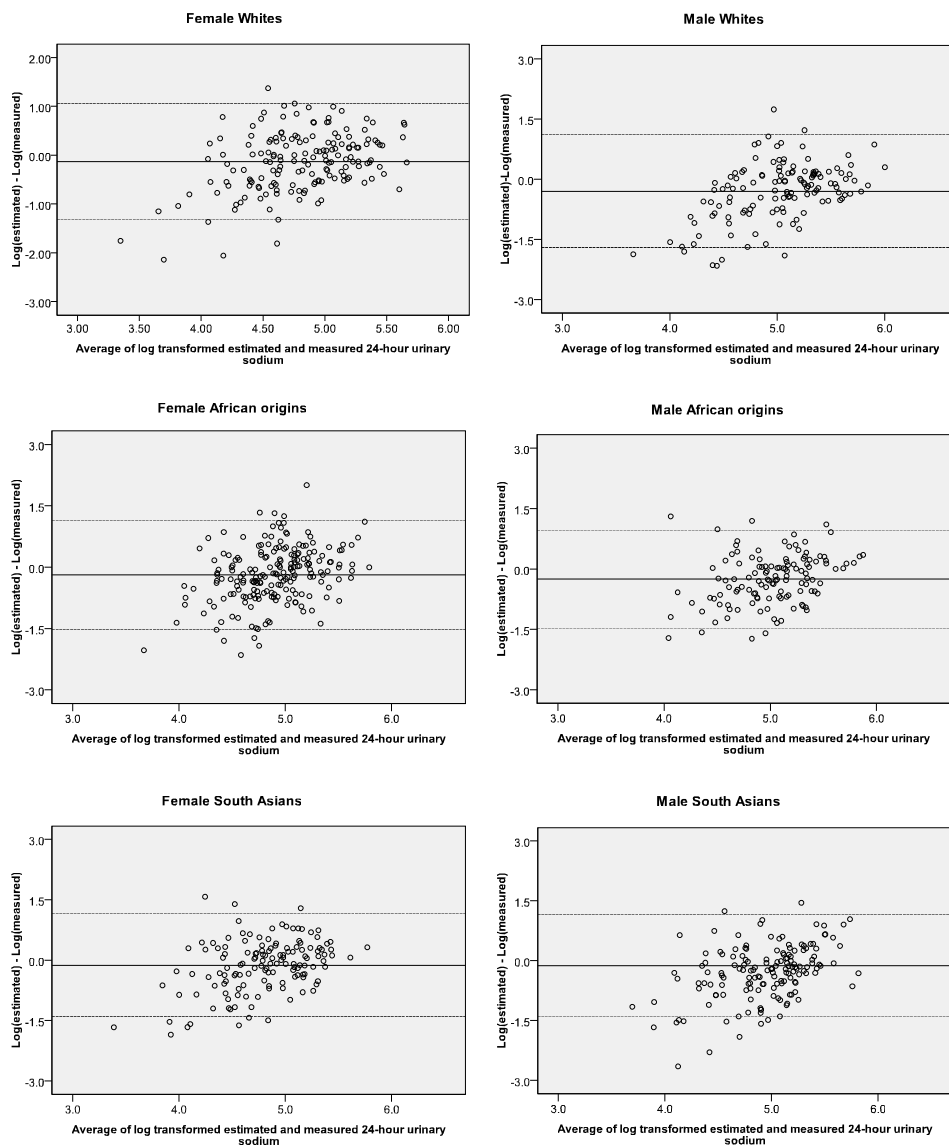 Female Whites
Male Whites
Log(estimated) - Log(measured)
2.00
1.00
0.00
-1.00
-2.00
-3.00
3.00 3.50 4.00 4.50 5.00 5.50 6.00
Average of log transformed estimated and measured 24-hour urinary
sodium
Log(estimated)-Log(measured)
3.0
1.5
0.0
-1.5
-3.0
3.0 4.0 5.0 6.0
Average of log transformed estimated and measured 24-hour urinary
sodium
Female African origins
Male African origins
Log(estimated) - Log(measured)
3.0
1.5
0.0
-1.5
-3.0
3.0 4.0 5.0 6.0
Average of log transformed estimated and measured 24-hour urinary
sodium
Log(estimated) - Log(measured)
3.0
1.5
0.0
-1.5
-3.0
3.0 4.0 5.0 6.0
Average of log transformed estimated and measured 24-hour urinary
sodium
Female South Asians
Male South Asians
Log(estimated) - Log(measured)
3.0
1.5
0.0
-1.5
-3.0
3.0 4.0 5.0 6.0
Average of log transformed estimated and measured 24-hour urinary
sodium
Log(estimated) - Log(measured)
3.0
1.5
0.0
-1.5
-3.0
3.0 4.0 5.0 6.0
Average of log transformed estimated and measured 24-hour urinary
sodium